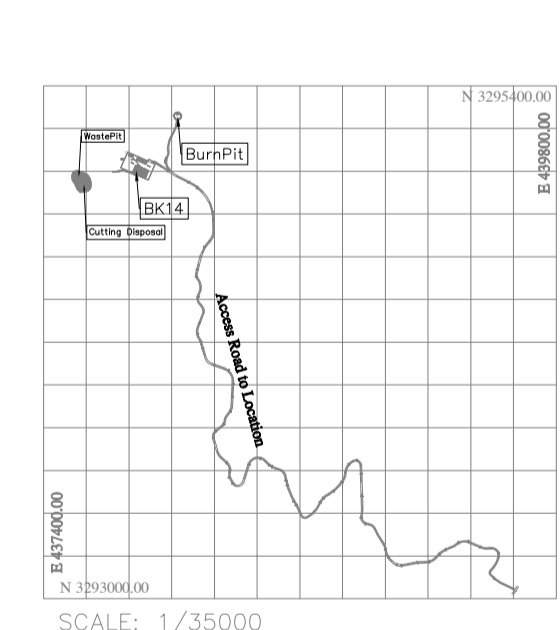 N 3295400.00
E 439800.00
WastePit
BurnPit
BK14
Cutting Disposal
Access Road to Location
E 437400.00
N 3293000.00
SCALE: 1/35000